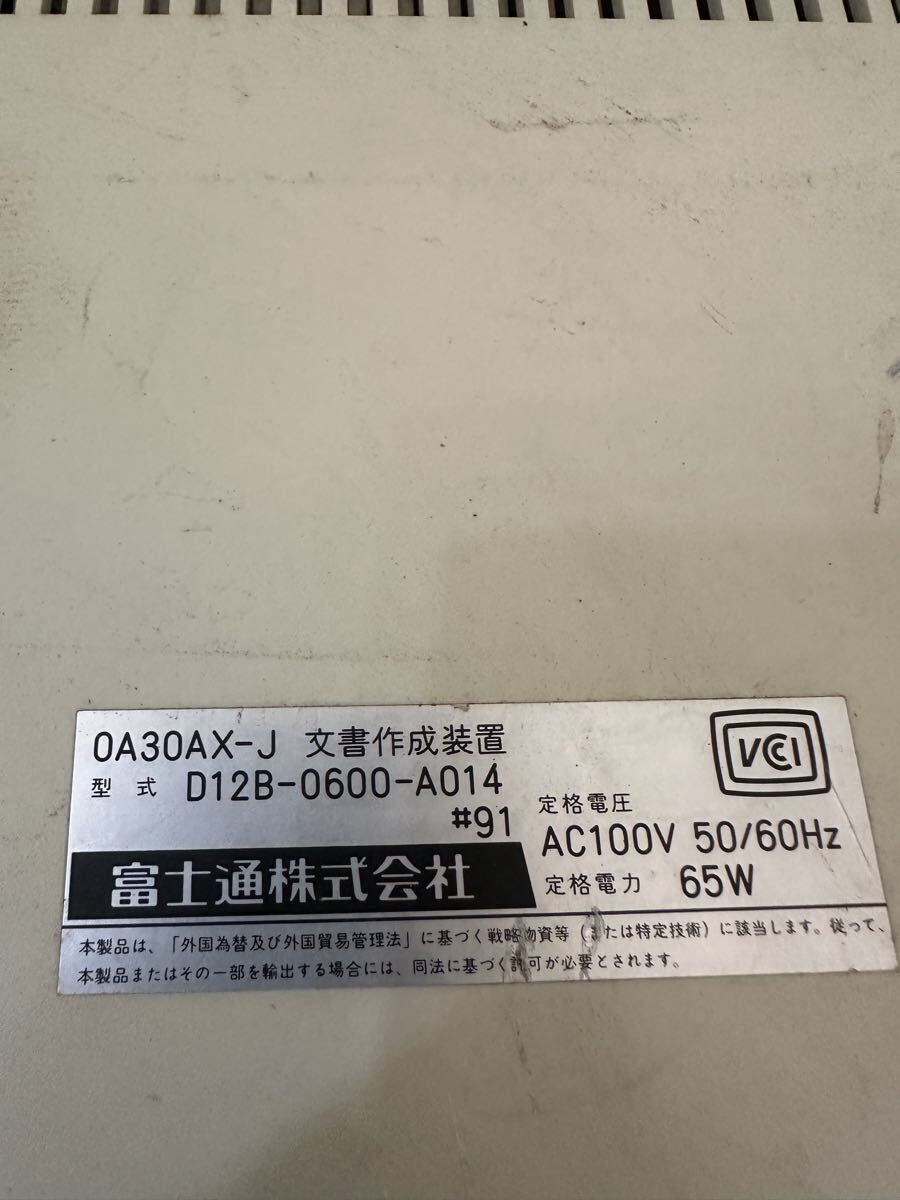 OA30AX-J 文書作成装置
型式 D12B-0600-A014
#91
富士通株式会社
VCCI
定格電圧
AC100V 50/60Hz
定格電力 65W
本製品は、「外国為替及び外国貿易管理法」に基づく戦略物資等(または特定技術)に該当します。従って、
本製品またはその一部を輸出する場合には、同法に基づく許可が必要とされます。